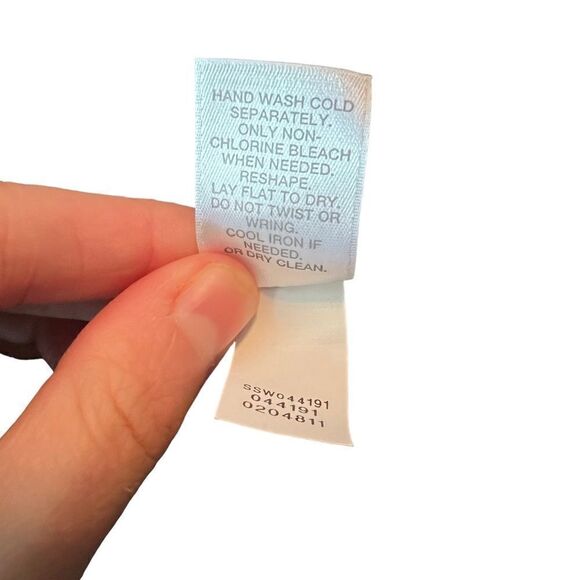 HAND WASH COLD
SEPARATELY.
ONLY NON-
CHLORINE BLEACH
WHEN NEEDED.
RESHAPE.
LAY FLAT TO DRY.
DO NOT TWIST OR
WRING.
COOL IRON IF
NEEDED.
OR DRY CLEAN.
SSW044191
044191
0204811